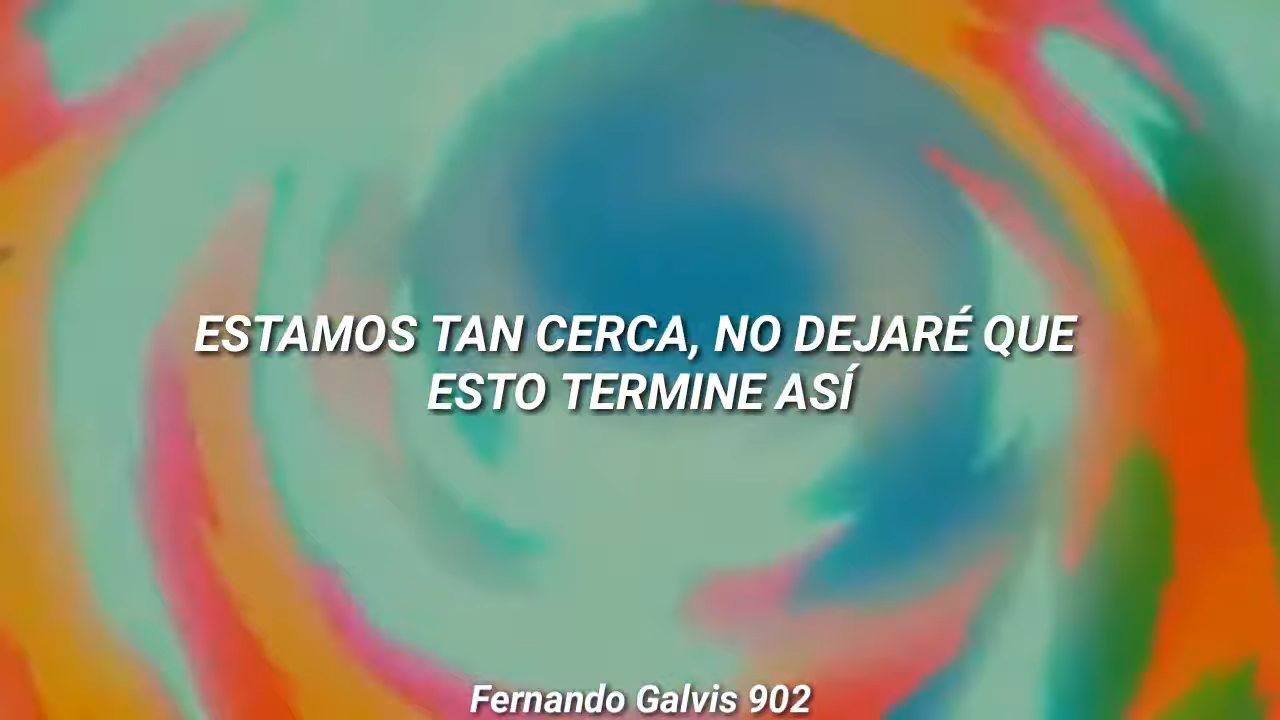 ESTAMOS TAN CERCA, NO DEJARÉ QUE
ESTO TERMINE ASÍ
Fernando Galvis 902